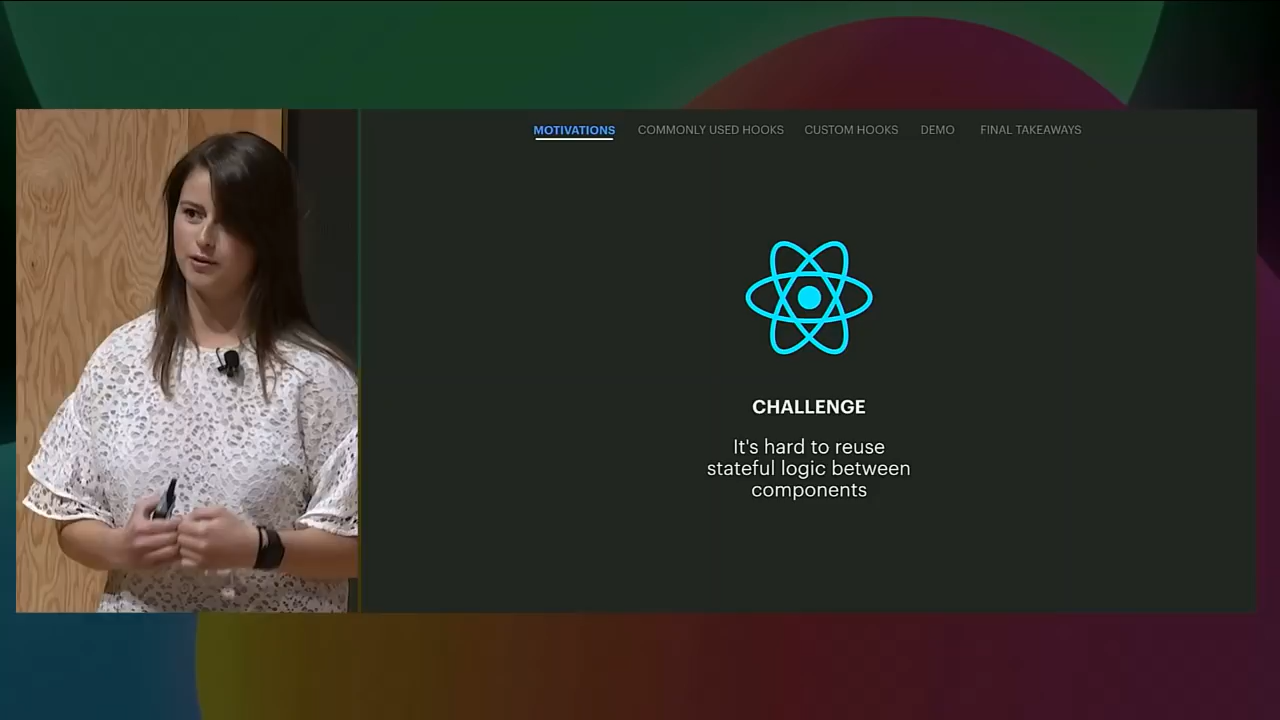 MOTIVATIONS COMMONLY USED HOOKS CUSTOM HOOKS DEMO FINAL TAKEAWAYS
CHALLENGE
It's hard to reuse
stateful logic between
components